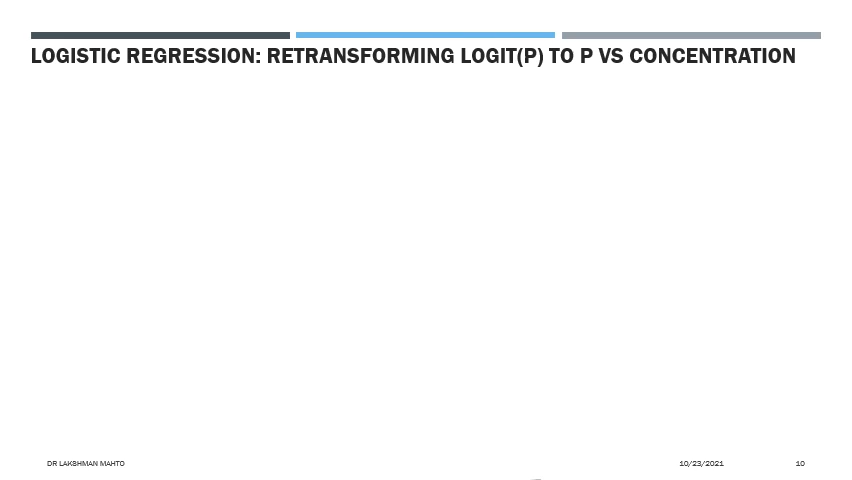 LOGISTIC REGRESSION: RETRANSFORMING LOGIT(P) TO P VS CONCENTRATION
DR LAKSHMAN MAHTO
10/23/2021
10